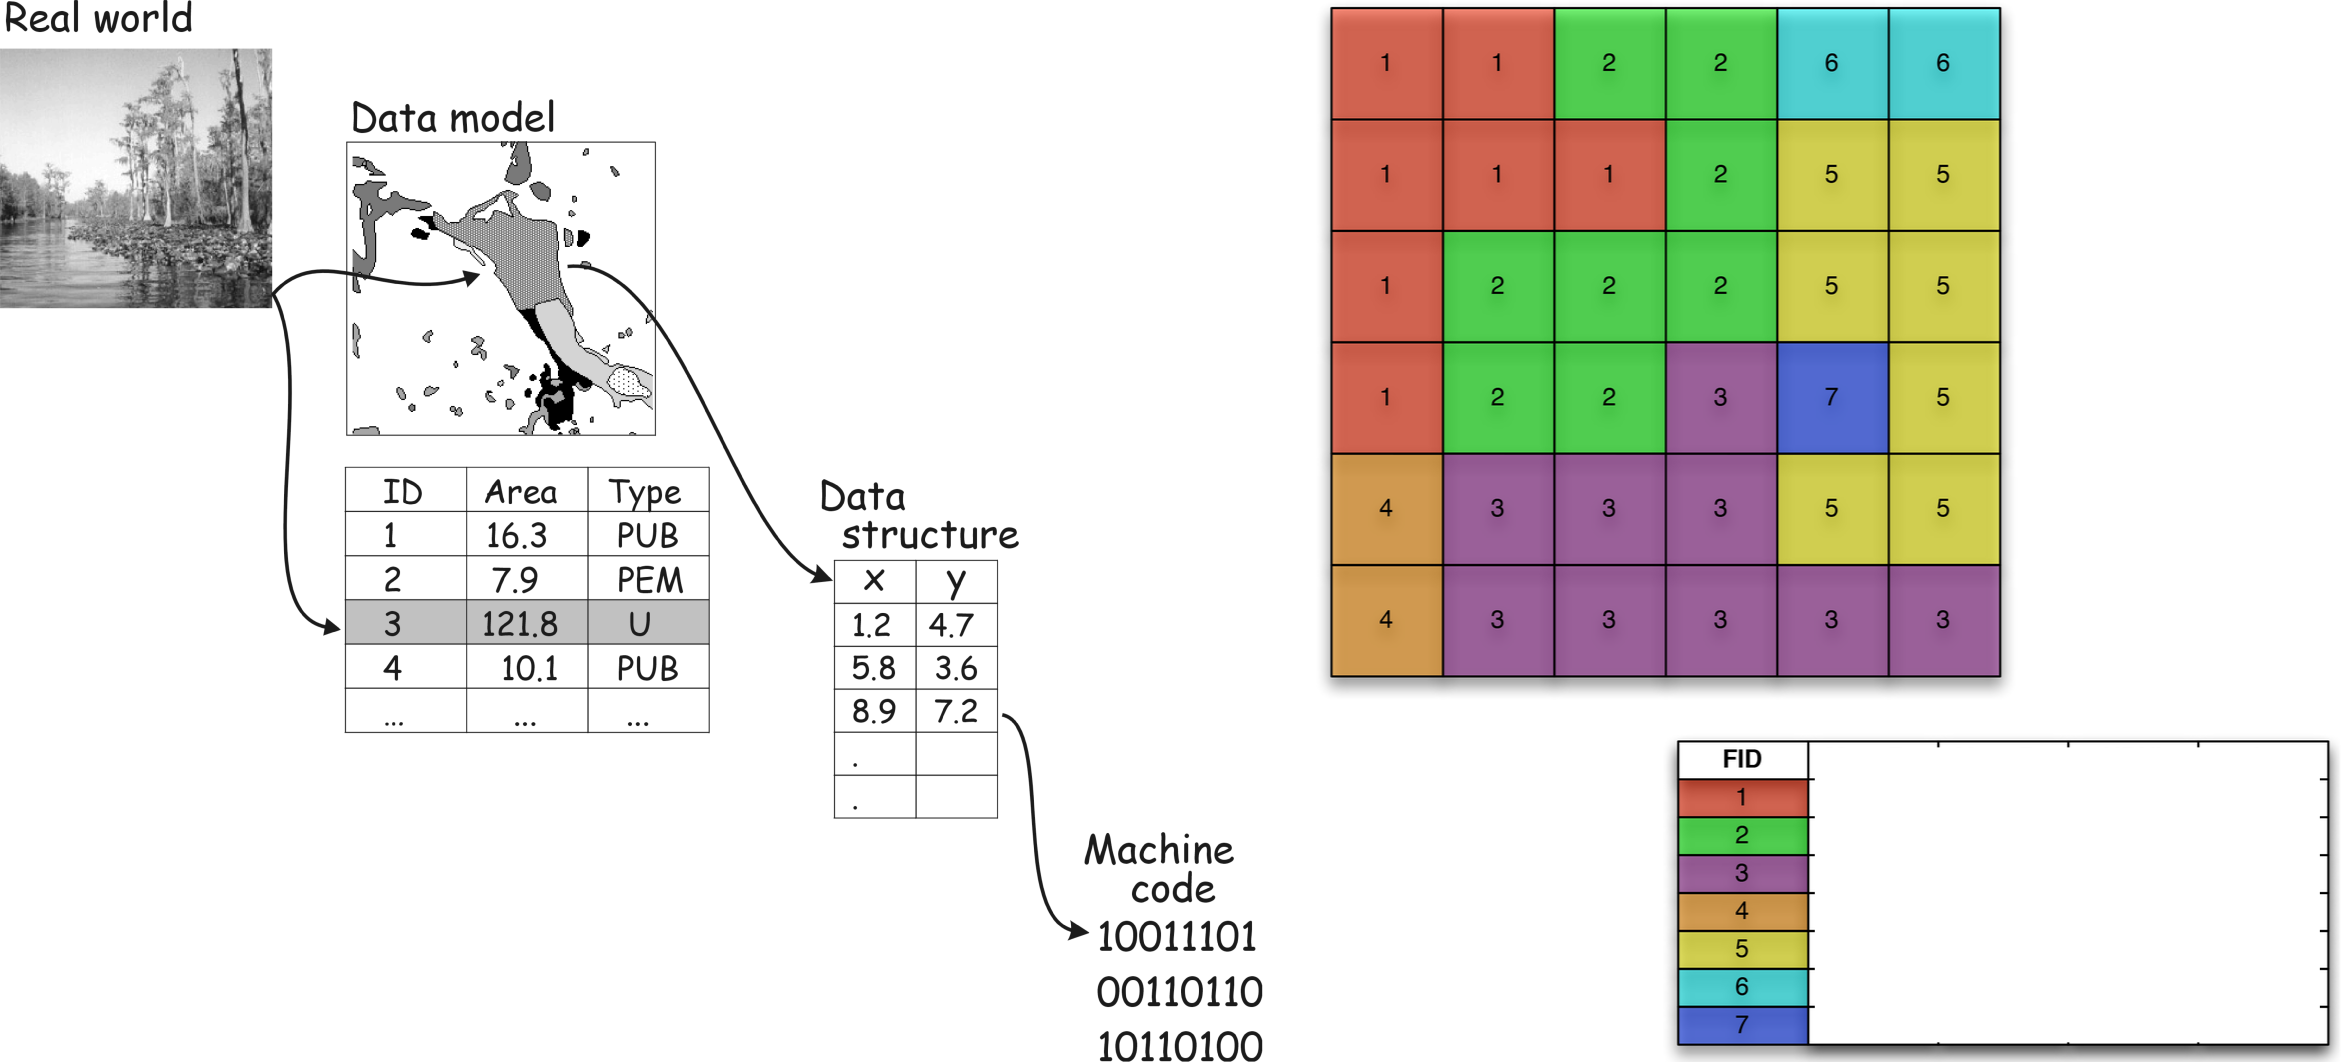 Real world
Data model
ID Area Type
1 16.3 PUB
2 7.9 PEM
3 121.8 U
4 10.1 PUB
... ... ...
Data
structure
x y
1.2 4.7
5.8 3.6
8.9 7.2
.
.
Machine
code
10011101
00110110
10110100
1 1 2 2 6 6
1 1 1 2 5 5
1 2 2 2 5 5
1 2 2 3 7 5
4 3 3 3 5 5
4 3 3 3 3 3
FID
1
2
3
4
5
6
7